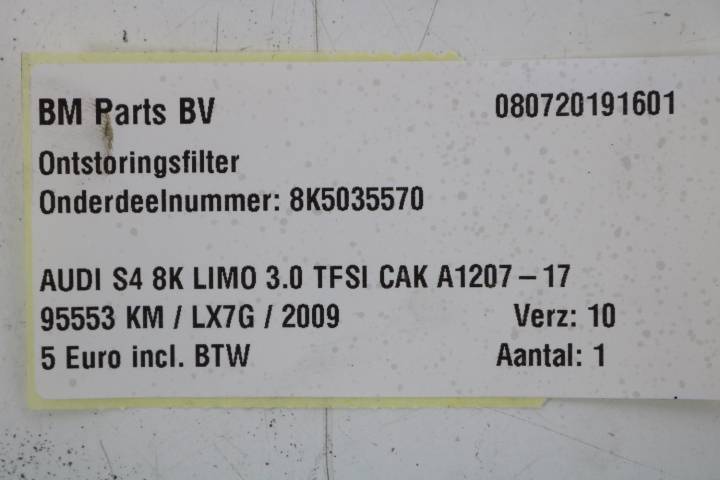 BM Parts BV 080720191601
Ontstoringsfilter
Onderdeelnummer: 8K5035570
AUDI S4 8K LIMO 3.0 TFSI CAK A1207 – 17
95553 KM / LX7G / 2009 Verz: 10
5 Euro incl. BTW Aantal: 1